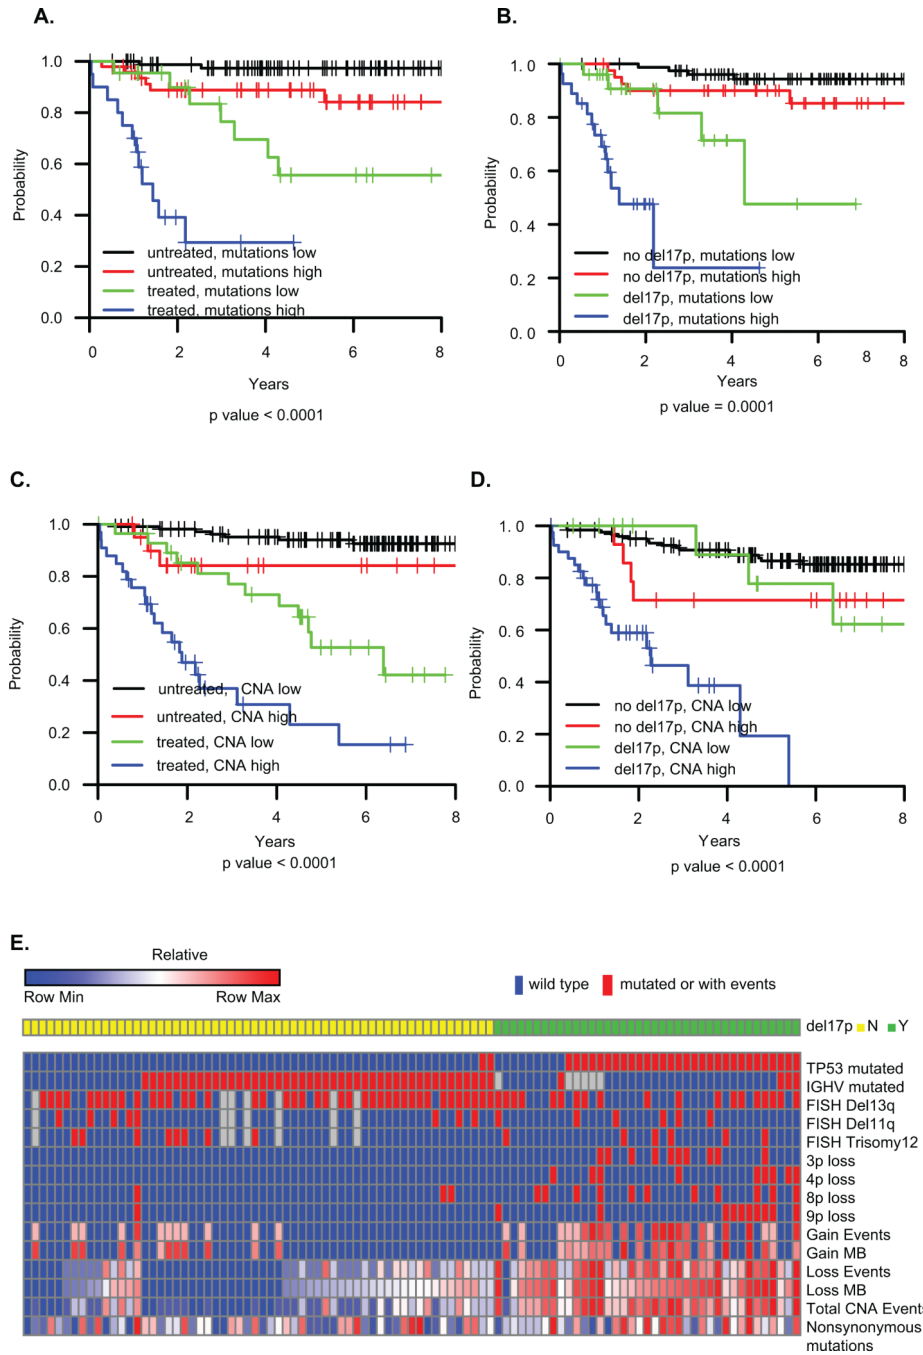 A.
1.0
0.8
0.6
0.4
0.2
0.0
Probability
untreated, mutations low
untreated, mutations high
treated, mutations low
treated, mutations high
0 2 4 6 8
Years
p value < 0.0001
B.
1.0
0.8
0.6
0.4
0.2
0. 0
Probability
no del17p, mutations low
no del17p, mutations high
del17p, mutations low
del17p, mutations high
0 2 4 6 8 8
Years
p value = 0.0001
C.
1.0
0.8
0.6
0.4
0.2
0.0
Probability
untreated, CNA low
untreated, CNA high
treated, CNA low
treated, CNA high
0 2 4 6 8
Years
p value < 0.0001
D.
1.0
0.8
0.6
0.4
0.2
0. 0
Probability
no del17p, CNA low
no del17p, CNA high
del17p, CNA low
del17p, CNA high
0 2 4 6 8
Years
p value < 0.0001
E.
Relative
Row Min Row Max
wild type mutated or with events
del17p N Y
TP53 mutated
IGHV mutated
FISH Del13q
FISH Del11q
FISH Trisomy12
3p loss
4p loss
8p loss
9p loss
Gain Events
Gain MB
Loss Events
Loss MB
Total CNA Events
Nonsynonymous
mutations